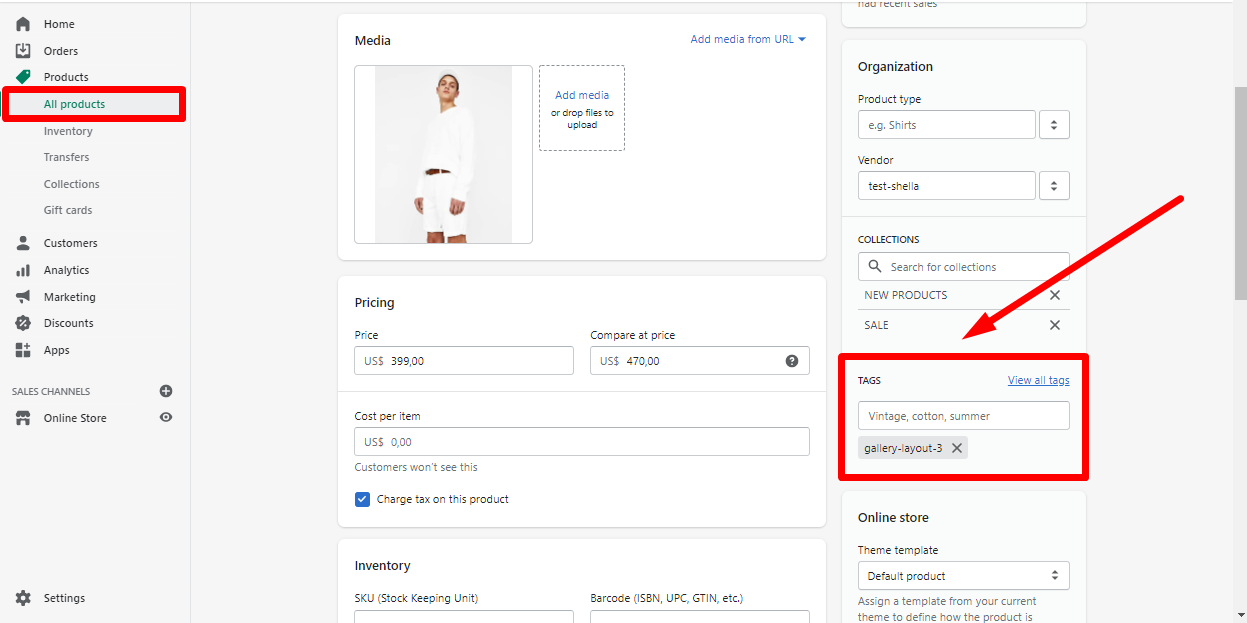 Home
Orders
Products
All products
Inventory
Transfers
Collections
Gift cards
Customers
Analytics
Marketing
Discounts
Apps
SALES CHANNELS
Online Store
Settings
Media
Add media from URL
Add media
or drop files to
upload
Pricing
Price
Compare at price
US$ 399,00
US$ 470,00
Cost per item
US$ 0,00
Customers won't see this
Charge tax on this product
Inventory
SKU (Stock Keeping Unit)
Barcode (ISBN, UPC, GTIN, etc.)
had recent sales
Organization
Product type
e.g. Shirts
Vendor
test-shella
COLLECTIONS
Search for collections
NEW PRODUCTS
SALE
TAGS
View all tags
Vintage, cotton, summer
gallery-layout-3
Online store
Theme template
Default product
Assign a template from your current
theme to define how the product is